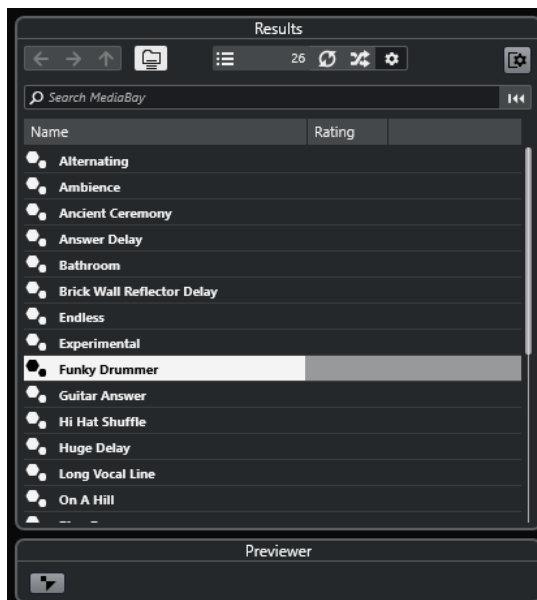 Results
26
Search MediaBay
Name Rating
Alternating
Ambience
Ancient Ceremony
Answer Delay
Bathroom
Brick Wall Reflector Delay
Endless
Experimental
Funky Drummer
Guitar Answer
Hi Hat Shuffle
Huge Delay
Long Vocal Line
On A Hill
Previewer